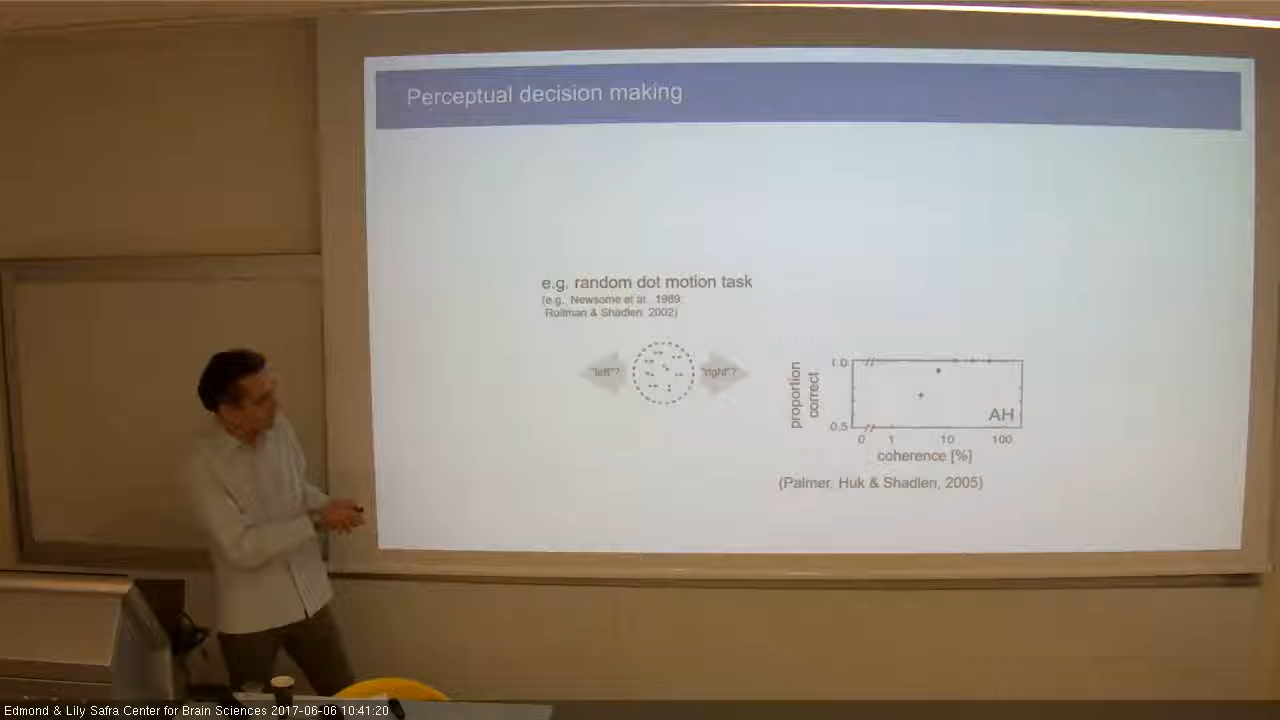 Perceptual decision making
e.g. random dot motion task
(e.g. Newsome et al. 1989;
Roitman & Shadlen, 2002)
"left"?
"right"?
proportion
correct
1.0
0.5
AH
0 1 10 100
coherence [%]
(Palmer, Huk & Shadlen, 2005)
Edmond & Lily Safra Center for Brain Sciences 2017-06-06 10:41:20